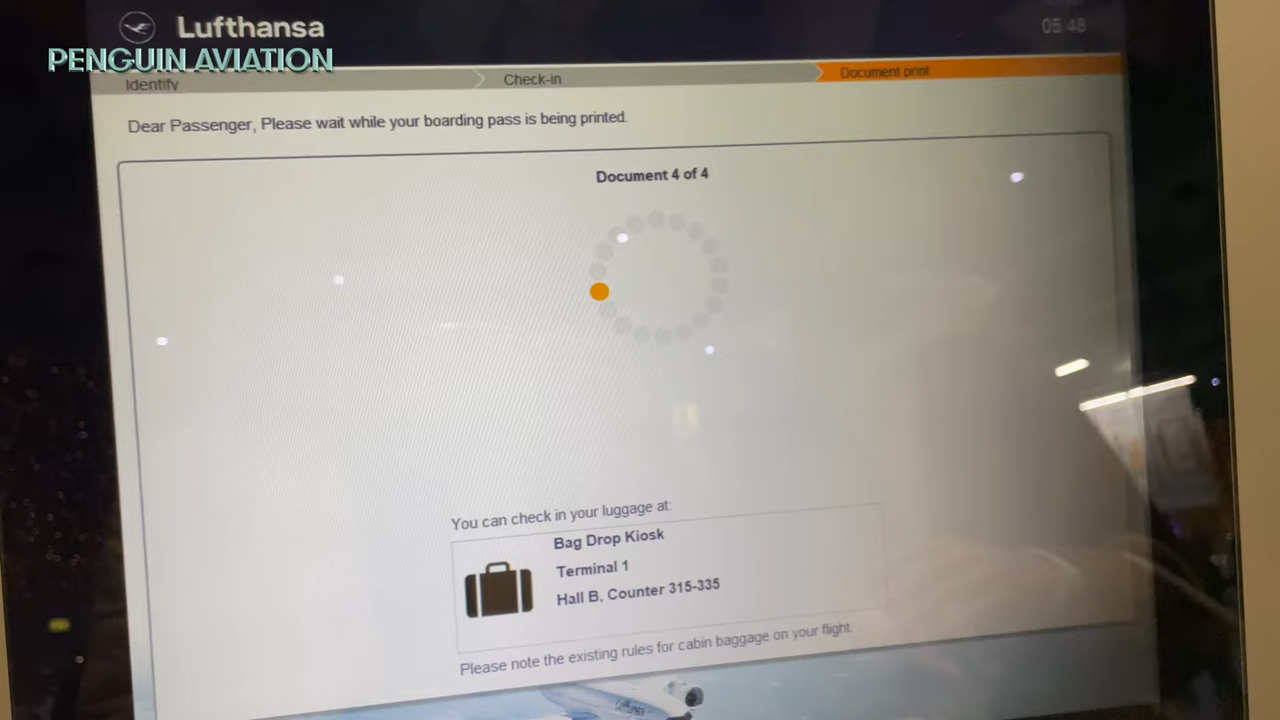 Lufthansa
05.48
PENGUIN AVIATION
Identify
Check-in
Document print
Dear Passenger, Please wait while your boarding pass is being printed.
Document 4 of 4
You can check in your luggage at:
Bag Drop Kiosk
Terminal 1
Hall B, Counter 315-335
Please note the existing rules for cabin baggage on your flight.
Lufthansa